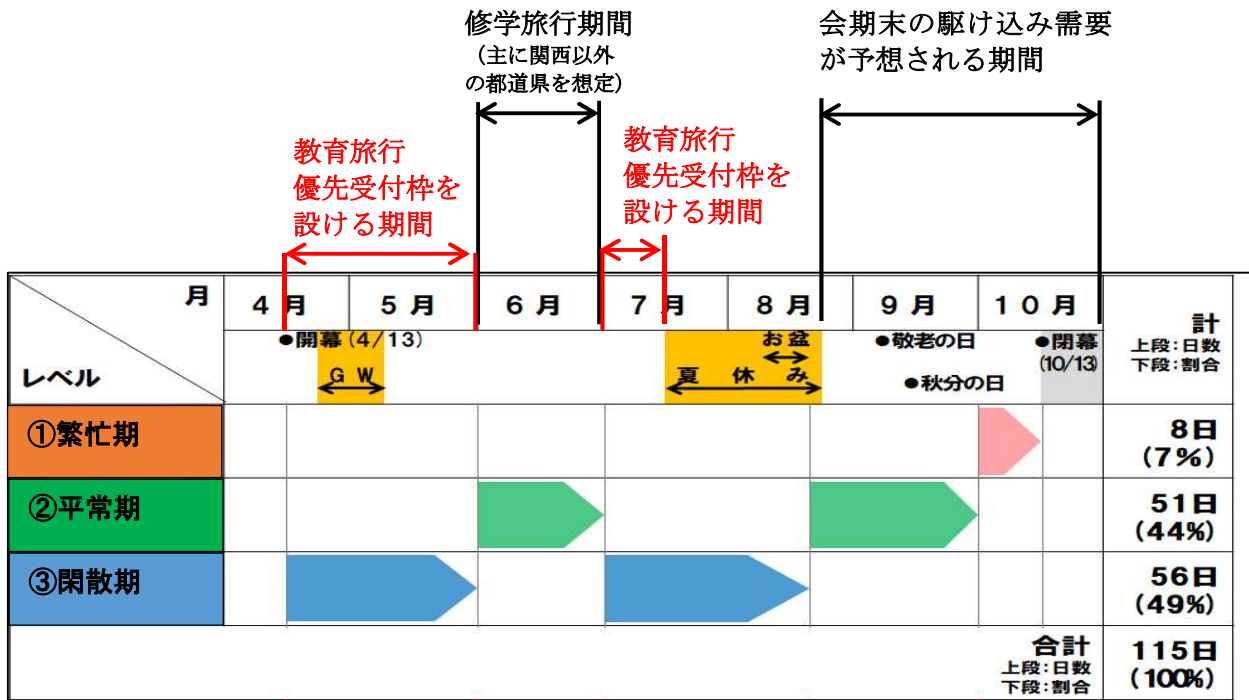 修学旅行期間
（主に関西以外
の都道県を想定）
会期末の駆け込み需要
が予想される期間
教育旅行
優先受付枠を
設ける期間
教育旅行
優先受付枠を
設ける期間
月
レベル
4月
5月
6月
7月
8月
9月
10月
計
上段：日数
下段：割合
●開幕(4/13)
GW
お盆
夏休み
●敬老の日
●秋分の日
●閉幕
(10/13)
①繁忙期
8日
(7%)
②平常期
51日
(44%)
③閑散期
56日
(49%)
合計
上段：日数
下段：割合
115日
(100%)